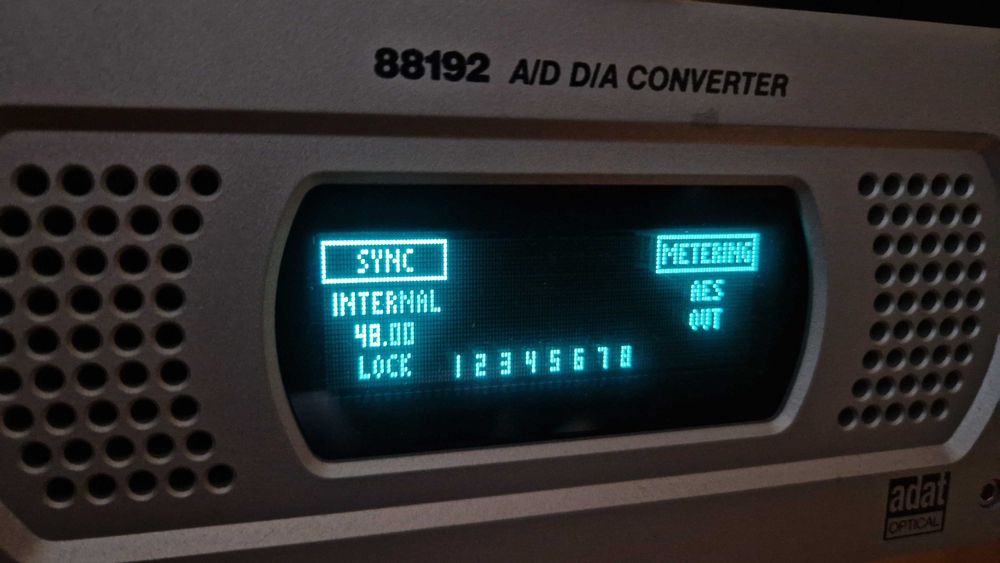 88192 A/D D/A CONVERTER
SYNC
INTERNAL
48.00
LOCK 1 2 3 4 5 6 7 8
METERING
AES
OUT
adat
OPTICAL